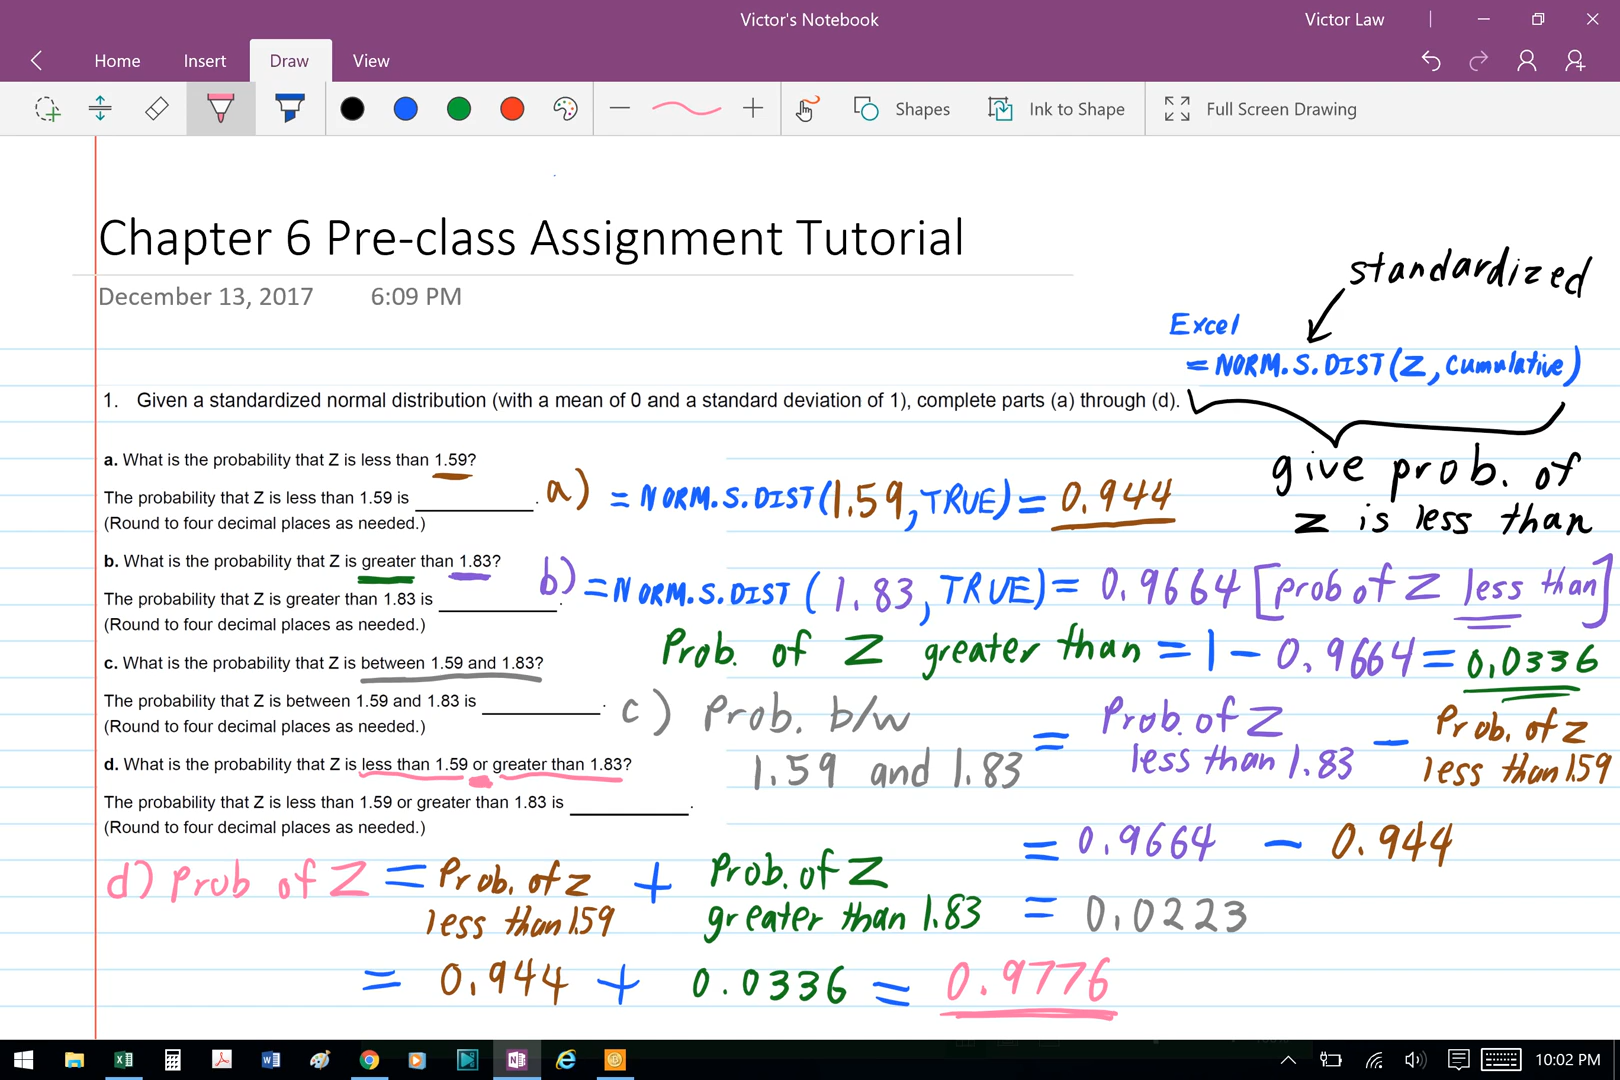 Victor's Notebook
Victor Law
Home Insert Draw View
Shapes
Ink to Shape
Full Screen Drawing
Chapter 6 Pre-class Assignment Tutorial
December 13, 2017 6:09 PM
standardized
Excel
=NORM.S.DIST(Z, cumulative)
1. Given a standardized normal distribution (with a mean of 0 and a standard deviation of 1), complete parts (a) through (d).
give prob. of
Z is less than
a. What is the probability that Z is less than 1.59?
The probability that Z is less than 1.59 is ____________.
(Round to four decimal places as needed.)
a) =NORM.S.DIST(1.59, TRUE) = 0.944
b. What is the probability that Z is greater than 1.83?
The probability that Z is greater than 1.83 is ____________.
(Round to four decimal places as needed.)
b) =NORM.S.DIST (1.83, TRUE) = 0.9664 [prob of Z less than]
Prob. of Z greater than = 1 - 0.9664 = 0.0336
c. What is the probability that Z is between 1.59 and 1.83?
The probability that Z is between 1.59 and 1.83 is ____________.
(Round to four decimal places as needed.)
c) Prob. b/w
1.59 and 1.83
= Prob. of Z
less than 1.83
- Prob. of Z
less than 1.59
= 0.9664 - 0.944
= 0.0223
d. What is the probability that Z is less than 1.59 or greater than 1.83?
The probability that Z is less than 1.59 or greater than 1.83 is ____________.
(Round to four decimal places as needed.)
d) Prob of Z = Prob. of Z
less than 1.59
+ Prob. of Z
greater than 1.83
= 0.944 + 0.0336 = 0.9776
10:02 PM